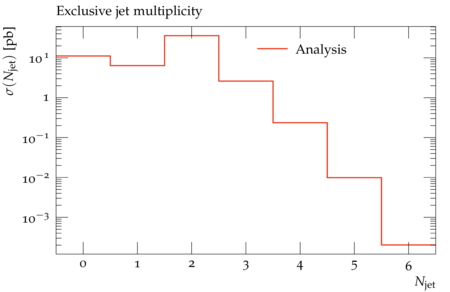 Exclusive jet multiplicity
σ(N_jet) [pb]
10^1
1
10^−1
10^−2
10^−3
Analysis
0 1 2 3 4 5 6
N_jet